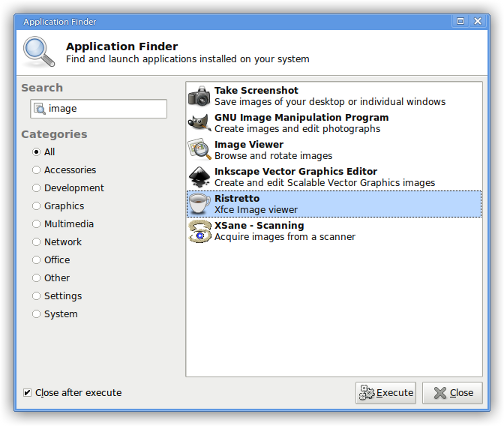 Application Finder
Application Finder
Find and launch applications installed on your system
Search
image
Categories
All
Accessories
Development
Graphics
Multimedia
Network
Office
Other
Settings
System
Take Screenshot
Save images of your desktop or individual windows
GNU Image Manipulation Program
Create images and edit photographs
Image Viewer
Browse and rotate images
Inkscape Vector Graphics Editor
Create and edit Scalable Vector Graphics images
Ristretto
Xfce Image viewer
XSane - Scanning
Acquire images from a scanner
Close after execute
Execute
Close